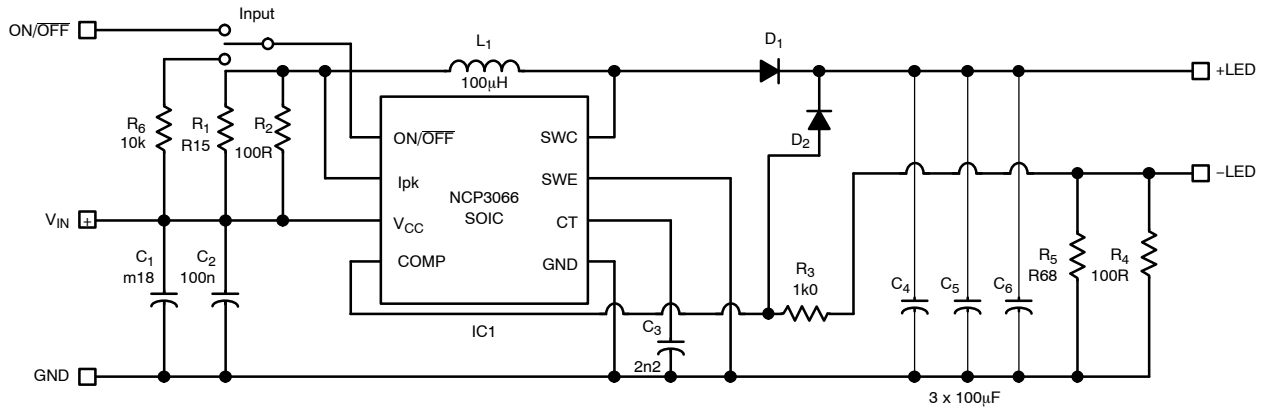 ON/OFF
Input
L1
100µH
D1
+LED
R6
10k
R1
R15
R2
100R
ON/OFF
SWC
D2
Ipk
SWE
−LED
NCP3066
SOIC
VIN
+
VCC
CT
C1
m18
C2
100n
COMP
GND
R3
1k0
R5
R68
R4
100R
C4
C5
C6
IC1
C3
2n2
GND
3 x 100µF